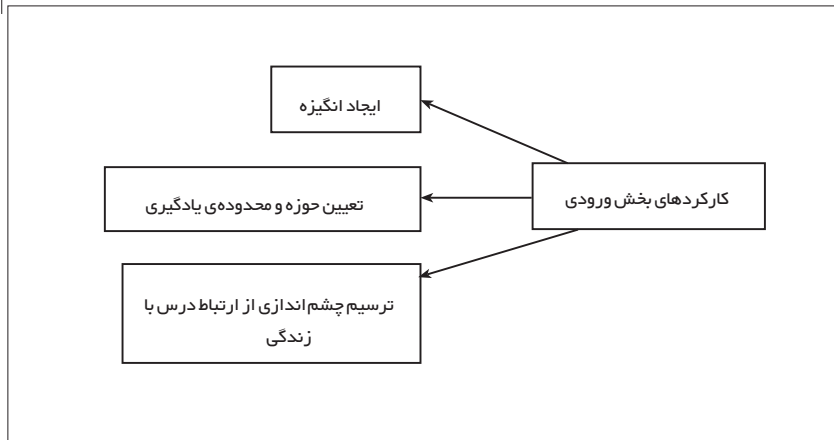 ایجاد انگیزه
کارکردهای بخش ورودی
تعیین حوزه و محدوده‌ی یادگیری
ترسیم چشم اندازی از ارتباط درس با
زندگی